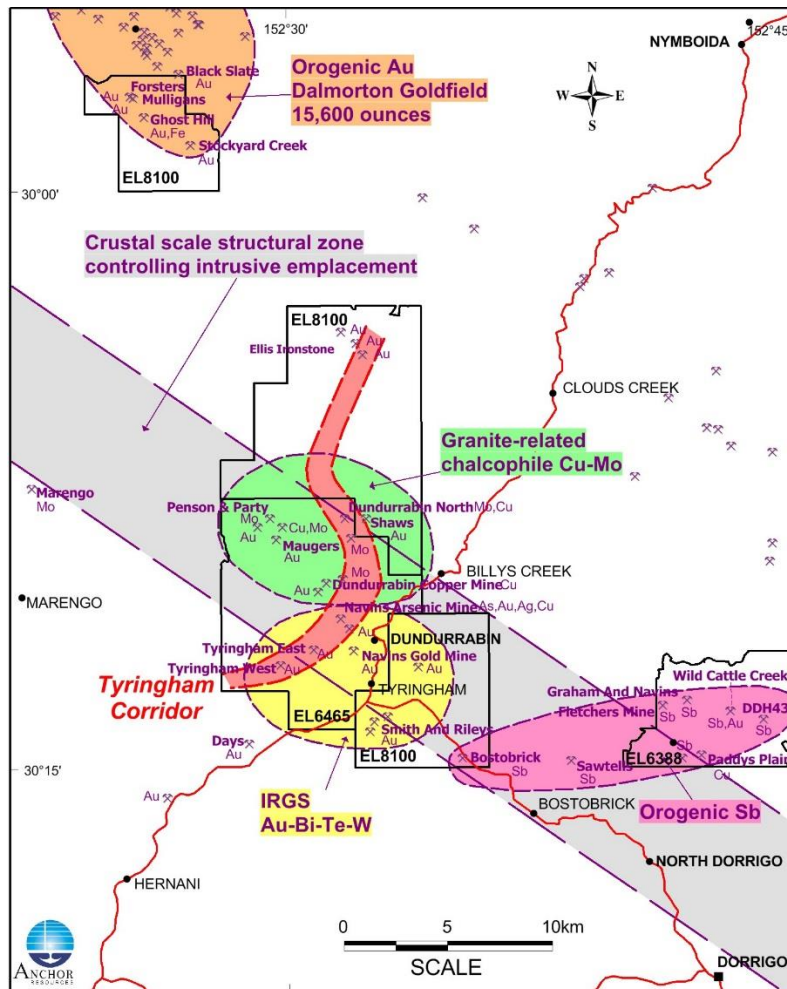 152°30'
152°45'
NYMBOIDA
Black Slate
Au
Orogenic Au
Dalmorton Goldfield
15,600 ounces
Forsters
Au
Mulligans
Au
Ghost Hill
Au,Fe
Stockyard Creek
Au
EL8100
N
W E
S
30°00'
Crustal scale structural zone
controlling intrusive emplacement
EL8100
Au
Au
Ellis Ironstone
Au
CLOUDS CREEK
Granite-related
chalcophile Cu-Mo
Marengo
Mo
Penson & Party
Dundurrabin North Mo,Cu
Mo
Cu,Mo
Shaws
Au
Au
Maugers
Au
Mo
Mo
BILLYS CREEK
Au
Dundurrabin Copper Mine Cu
MARENGO
Navins Arsenic Mine As,Au,Ag,Cu
Au
DUNDURRABIN
Tyringham East
Au
Navins Gold Mine
Tyringham West
Au
Au
Au
Tyringham
Corridor
TYRINGHAM
EL6465
Wild Cattle Creek
Graham And Navins
Sb
Fletchers Mine
DDH43
Sb
Sb,Au
Sb
Smith And Rileys
Au
Days
Au
EL8100
Sb
Bostobrick
Sb
Sawtells
Sb
EL6388
Paddys Plain
Cu
30°15'
Au
IRGS
Au-Bi-Te-W
Orogenic Sb
BOSTOBRICK
NORTH DORRIGO
HERNANI
0 5 10km
SCALE
DORRIGO
ANCHOR
RESOURCES